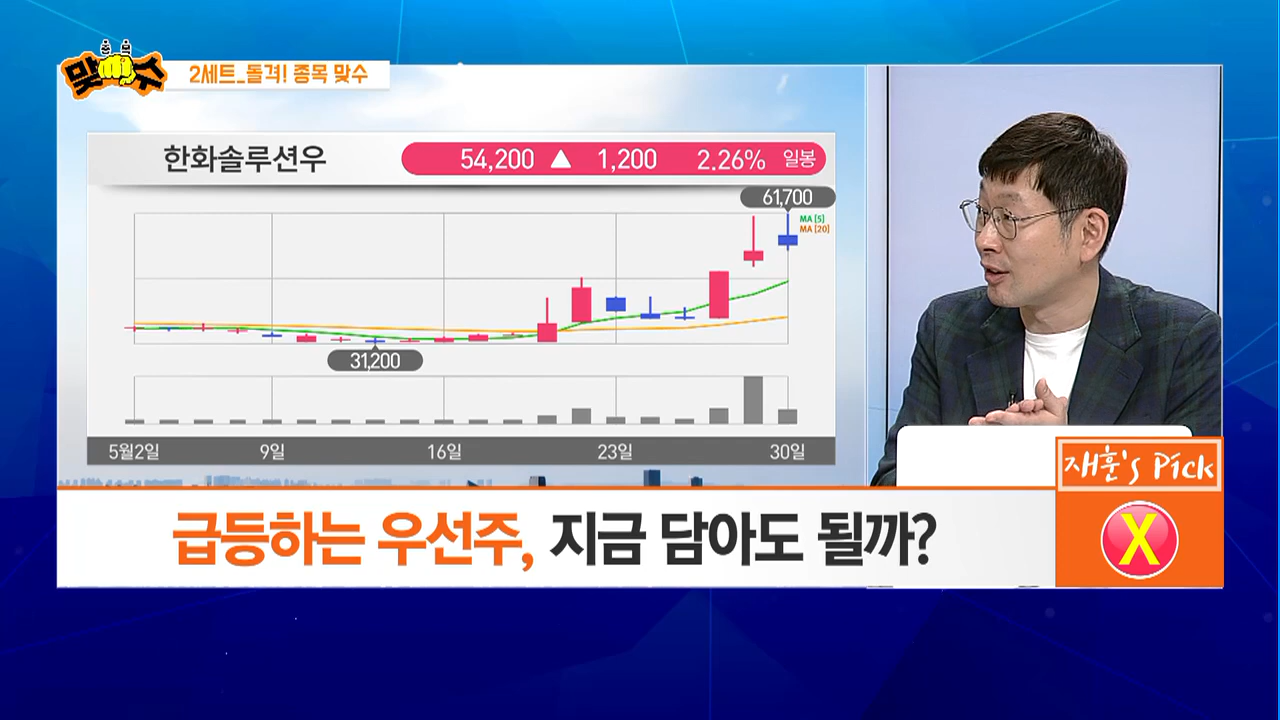 종목
맞수
2세트_돌격! 종목 맞수
한화솔루션우
54,200 ▲ 1,200 2.26% 일봉
61,700
MA [5]
MA [20]
31,200
5월2일 9일 16일 23일 30일
재훈's Pick
급등하는 우선주, 지금 담아도 될까?
X